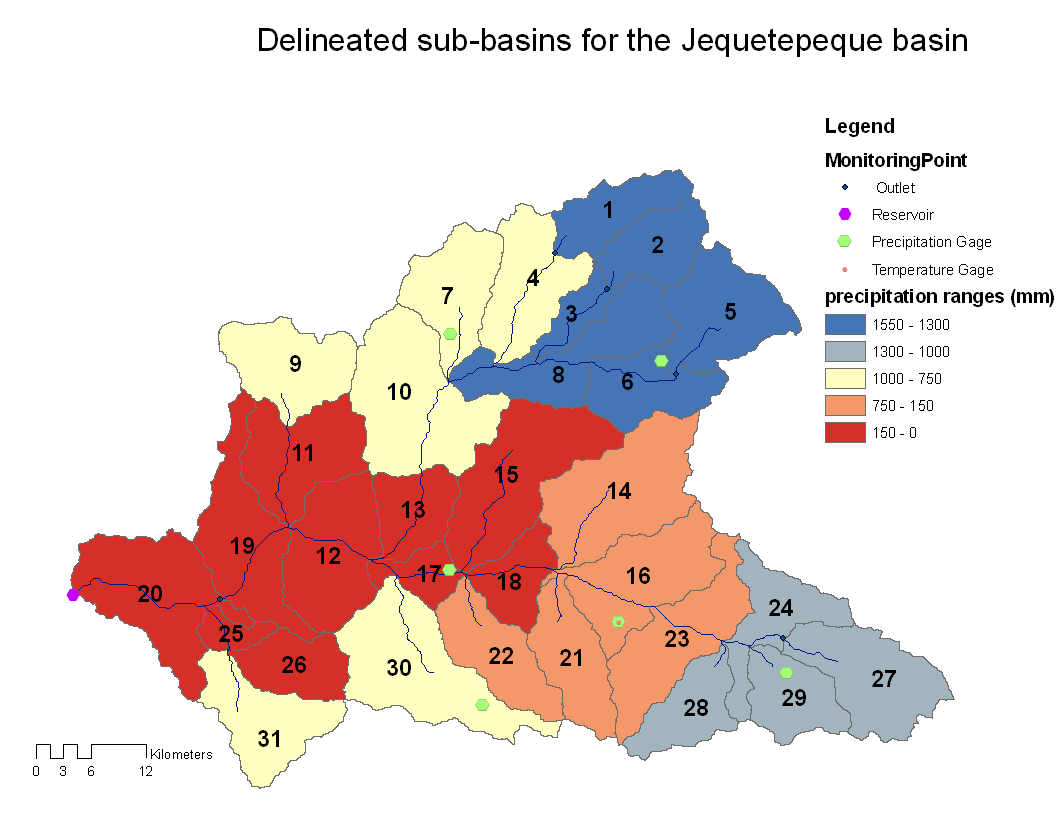 Delineated sub-basins for the Jequetepeque basin
Legend
MonitoringPoint
Outlet
Reservoir
Precipitation Gage
Temperature Gage
precipitation ranges (mm)
1550 - 1300
1300 - 1000
1000 - 750
750 - 150
150 - 0
1
2
4
7
3
5
9
8
6
10
11
15
14
13
19
12
17
18
16
20
24
25
23
22
21
26
30
27
29
28
31
Kilometers
0 3 6 12